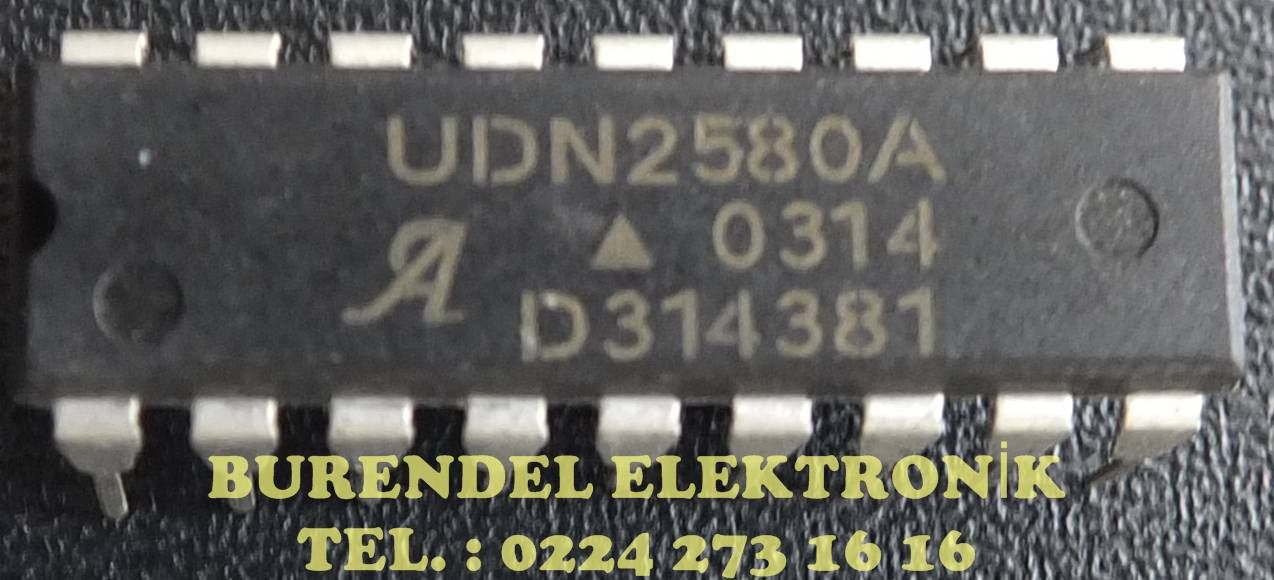 UDN2580A
▲ 0314
D314381
BURENDEL ELEKTRONİK
TEL. : 0224 273 16 16